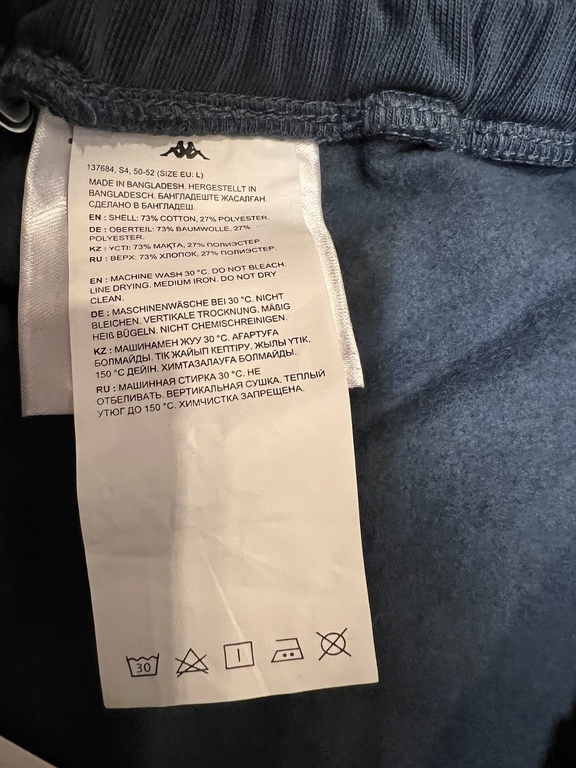 137684, S4, 50-52 (SIZE EU: L)
MADE IN BANGLADESH. HERGESTELLT IN
BANGLADESCH. БАНГЛАДЕШТЕ ЖАСАЛҒАН.
СДЕЛАНО В БАНГЛАДЕШ.
EN : SHELL: 73% COTTON, 27% POLYESTER.
DE : OBERTEIL: 73% BAUMWOLLE, 27%
POLYESTER.
KZ : ҮСТІ: 73% МАҚТА, 27% ПОЛИЭСТЕР
RU : ВЕРХ: 73% ХЛОПОК, 27% ПОЛИЭСТЕР
EN : MACHINE WASH 30 °C. DO NOT BLEACH.
LINE DRYING. MEDIUM IRON. DO NOT DRY
CLEAN.
DE : MASCHINENWÄSCHE BEI 30 °C. NICHT
BLEICHEN. VERTIKALE TROCKNUNG. MÄßIG
HEIß BÜGELN. NICHT CHEMISCHREINIGEN.
KZ : МАШИНАМЕН ЖУУ 30 °C. АҒАРТУҒА
БОЛМАЙДЫ. ТІК ЖАЙЫП КЕПТІРУ. ЖЫЛЫ ҮТІК,
150 °C ДЕЙІН. ХИМТАЗАЛАУҒА БОЛМАЙДЫ.
RU : МАШИННАЯ СТИРКА 30 °C. НЕ
ОТБЕЛИВАТЬ. ВЕРТИКАЛЬНАЯ СУШКА. ТЕПЛЫЙ
УТЮГ ДО 150 °C. ХИМЧИСТКА ЗАПРЕЩЕНА.
30